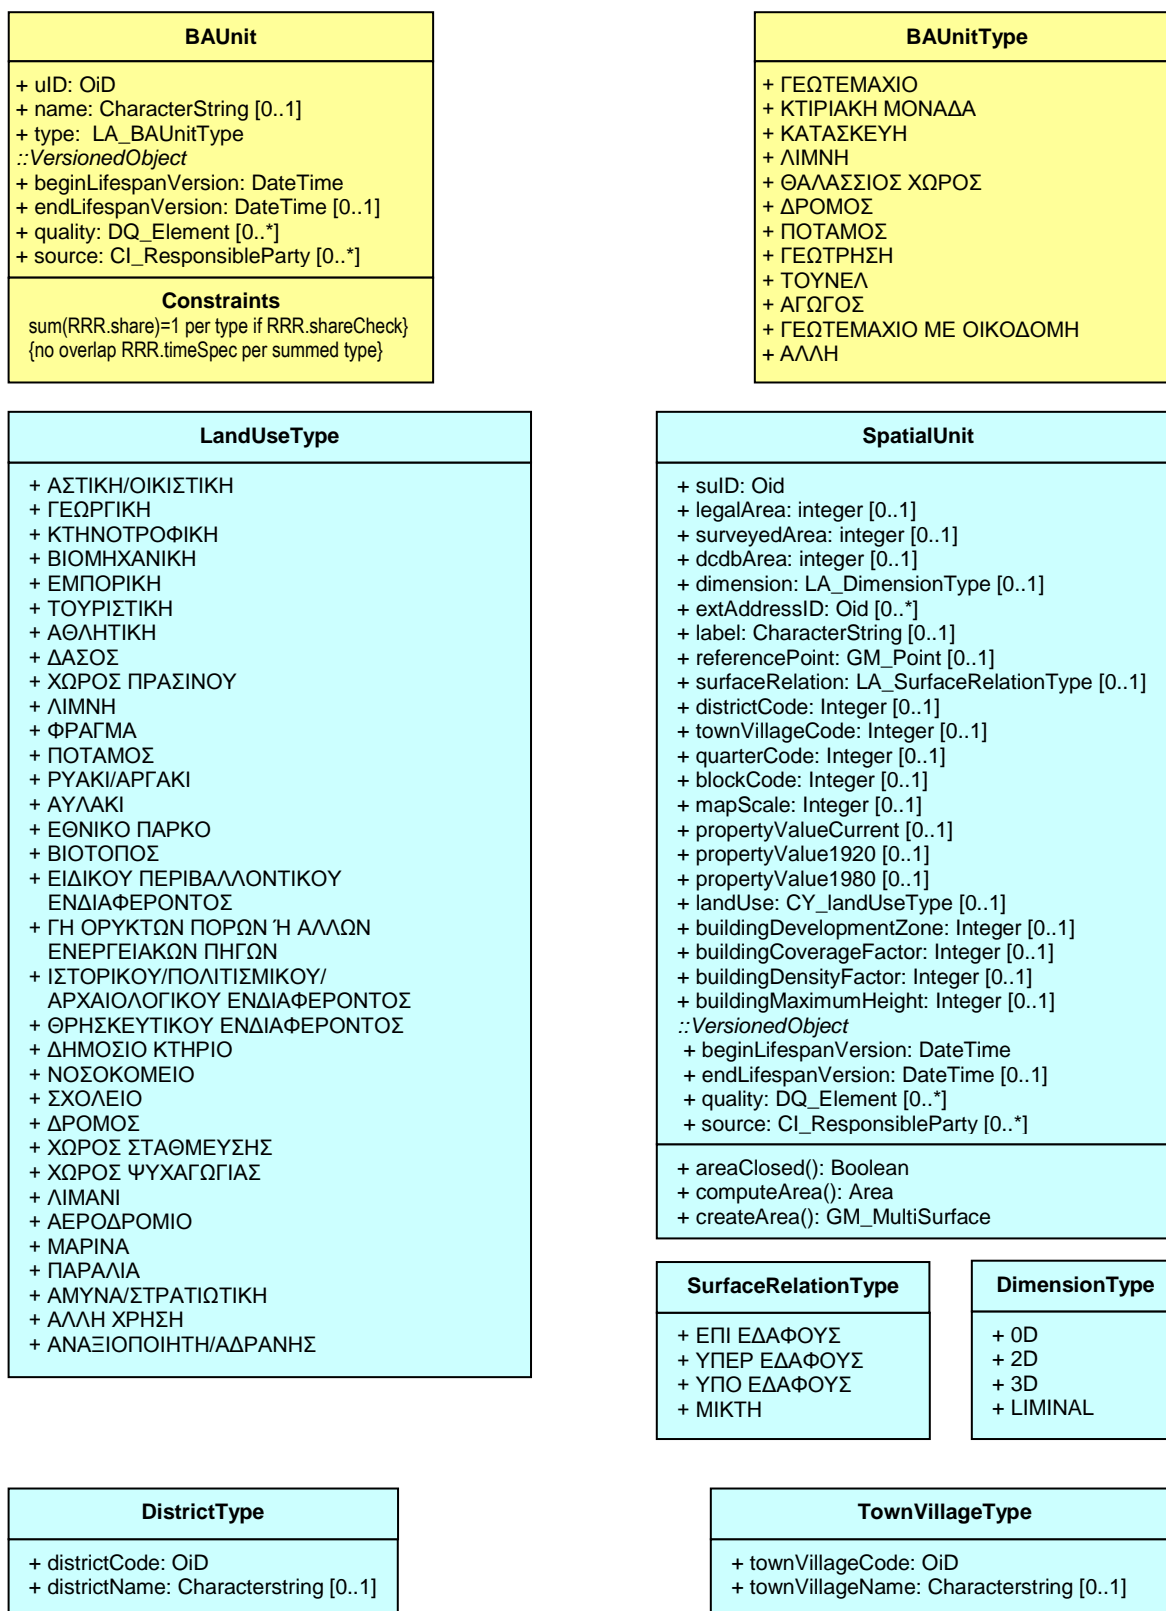 BAUnit
+ uID: OiD
+ name: CharacterString [0..1]
+ type:  LA_BAUnitType
::VersionedObject
+ beginLifespanVersion: DateTime
+ endLifespanVersion: DateTime [0..1]
+ quality: DQ_Element [0..*]
+ source: CI_ResponsibleParty [0..*]
Constraints
sum(RRR.share)=1 per type if RRR.shareCheck}
{no overlap RRR.timeSpec per summed type}
BAUnitType
+ ΓΕΩΤΕΜΑΧΙΟ
+ ΚΤΙΡΙΑΚΗ ΜΟΝΑΔΑ
+ ΚΑΤΑΣΚΕΥΗ
+ ΛΙΜΝΗ
+ ΘΑΛΑΣΣΙΟΣ ΧΩΡΟΣ
+ ΔΡΟΜΟΣ
+ ΠΟΤΑΜΟΣ
+ ΓΕΩΤΡΗΣΗ
+ ΤΟΥΝΕΛ
+ ΑΓΩΓΟΣ
+ ΓΕΩΤΕΜΑΧΙΟ ΜΕ ΟΙΚΟΔΟΜΗ
+ ΑΛΛΗ
LandUseType
+ ΑΣΤΙΚΗ/ΟΙΚΙΣΤΙΚΗ
+ ΓΕΩΡΓΙΚΗ
+ ΚΤΗΝΟΤΡΟΦΙΚΗ
+ ΒΙΟΜΗΧΑΝΙΚΗ
+ ΕΜΠΟΡΙΚΗ
+ ΤΟΥΡΙΣΤΙΚΗ
+ ΑΘΛΗΤΙΚΗ
+ ΔΑΣΟΣ
+ ΧΩΡΟΣ ΠΡΑΣΙΝΟΥ
+ ΛΙΜΝΗ
+ ΦΡΑΓΜΑ
+ ΠΟΤΑΜΟΣ
+ ΡΥΑΚΙ/ΑΡΓΑΚΙ
+ ΑΥΛΑΚΙ
+ ΕΘΝΙΚΟ ΠΑΡΚΟ
+ ΒΙΟΤΟΠΟΣ
+ ΕΙΔΙΚΟΥ ΠΕΡΙΒΑΛΛΟΝΤΙΚΟΥ
ΕΝΔΙΑΦΕΡΟΝΤΟΣ
+ ΓΗ ΟΡΥΚΤΩΝ ΠΟΡΩΝ Ή ΑΛΛΩΝ
ΕΝΕΡΓΕΙΑΚΩΝ ΠΗΓΩΝ
+ ΙΣΤΟΡΙΚΟΥ/ΠΟΛΙΤΙΣΜΙΚΟΥ/
ΑΡΧΑΙΟΛΟΓΙΚΟΥ ΕΝΔΙΑΦΕΡΟΝΤΟΣ
+ ΘΡΗΣΚΕΥΤΙΚΟΥ ΕΝΔΙΑΦΕΡΟΝΤΟΣ
+ ΔΗΜΟΣΙΟ ΚΤΗΡΙΟ
+ ΝΟΣΟΚΟΜΕΙΟ
+ ΣΧΟΛΕΙΟ
+ ΔΡΟΜΟΣ
+ ΧΩΡΟΣ ΣΤΑΘΜΕΥΣΗΣ
+ ΧΩΡΟΣ ΨΥΧΑΓΩΓΙΑΣ
+ ΛΙΜΑΝΙ
+ ΑΕΡΟΔΡΟΜΙΟ
+ ΜΑΡΙΝΑ
+ ΠΑΡΑΛΙΑ
+ ΑΜΥΝΑ/ΣΤΡΑΤΙΩΤΙΚΗ
+ ΑΛΛΗ ΧΡΗΣΗ
+ ΑΝΑΞΙΟΠΟΙΗΤΗ/ΑΔΡΑΝΗΣ
SpatialUnit
+ suID: Oid
+ legalArea: integer [0..1]
+ surveyedArea: integer [0..1]
+ dcdbArea: integer [0..1]
+ dimension: LA_DimensionType [0..1]
+ extAddressID: Oid [0..*]
+ label: CharacterString [0..1]
+ referencePoint: GM_Point [0..1]
+ surfaceRelation: LA_SurfaceRelationType [0..1]
+ districtCode: Integer [0..1]
+ townVillageCode: Integer [0..1]
+ quarterCode: Integer [0..1]
+ blockCode: Integer [0..1]
+ mapScale: Integer [0..1]
+ propertyValueCurrent [0..1]
+ propertyValue1920 [0..1]
+ propertyValue1980 [0..1]
+ landUse: CY_landUseType [0..1]
+ buildingDevelopmentZone: Integer [0..1]
+ buildingCoverageFactor: Integer [0..1]
+ buildingDensityFactor: Integer [0..1]
+ buildingMaximumHeight: Integer [0..1]
::VersionedObject
+ beginLifespanVersion: DateTime
+ endLifespanVersion: DateTime [0..1]
+ quality: DQ_Element [0..*]
+ source: CI_ResponsibleParty [0..*]
+ areaClosed(): Boolean
+ computeArea(): Area
+ createArea(): GM_MultiSurface
SurfaceRelationType
+ ΕΠΙ ΕΔΑΦΟΥΣ
+ ΥΠΕΡ ΕΔΑΦΟΥΣ
+ ΥΠΟ ΕΔΑΦΟΥΣ
+ ΜΙΚΤΗ
DimensionType
+ 0D
+ 2D
+ 3D
+ LIMINAL
DistrictType
+ districtCode: OiD
+ districtName: Characterstring [0..1]
TownVillageType
+ townVillageCode: OiD
+ townVillageName: Characterstring [0..1]